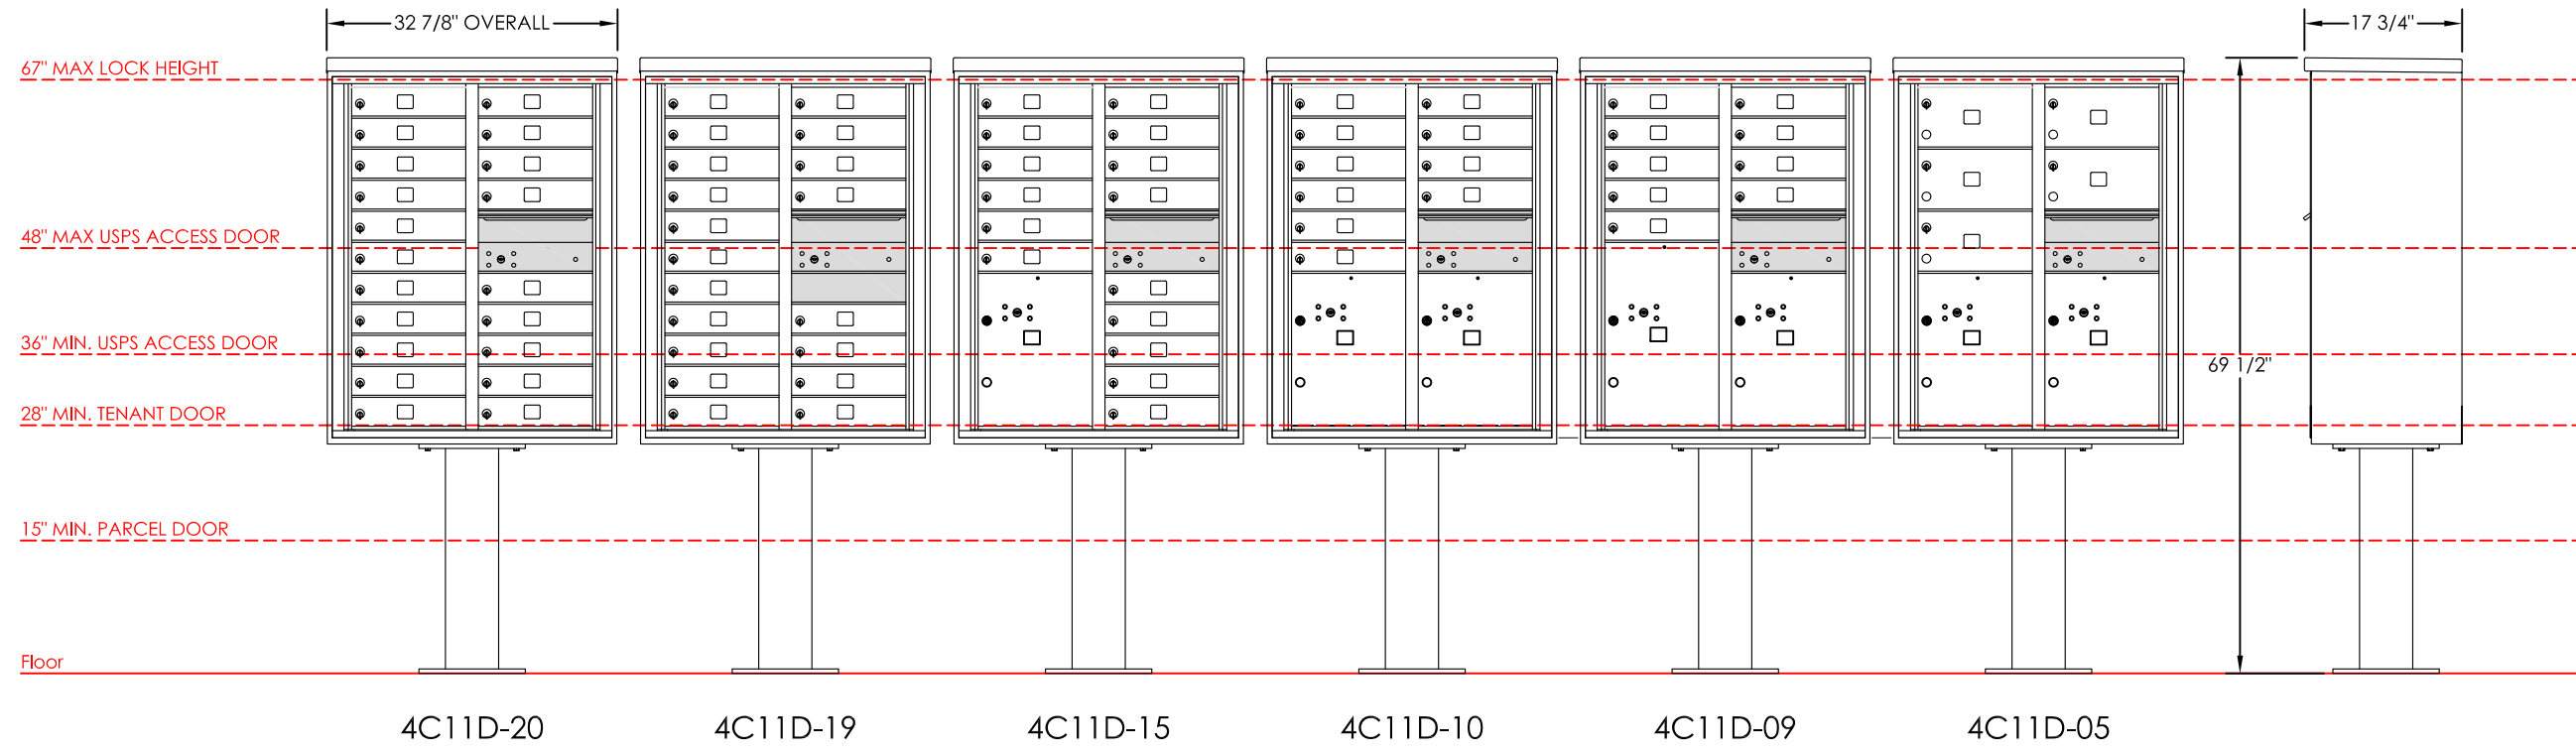 32 7/8" OVERALL
17 3/4"
67" MAX LOCK HEIGHT
48" MAX USPS ACCESS DOOR
36" MIN. USPS ACCESS DOOR
69 1/2"
28" MIN. TENANT DOOR
15" MIN. PARCEL DOOR
Floor
4C11D-20
4C11D-19
4C11D-15
4C11D-10
4C11D-09
4C11D-05